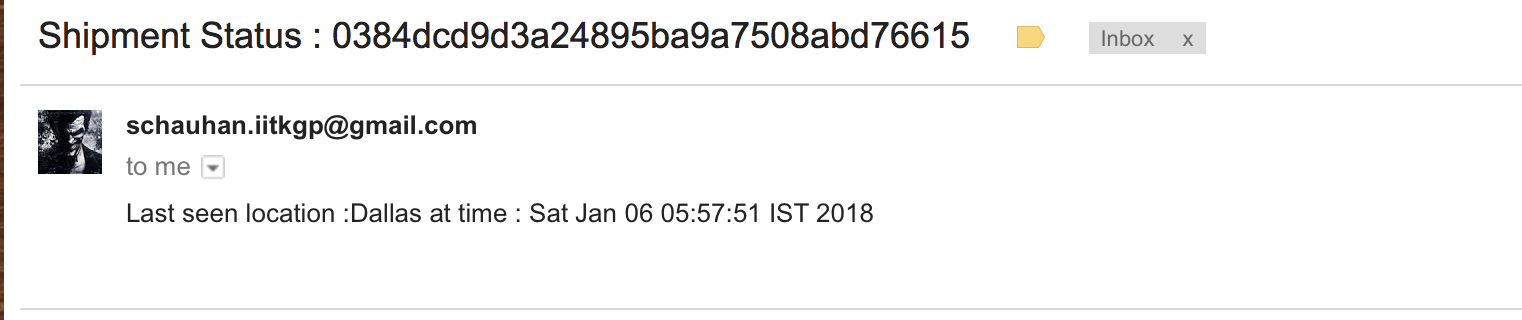 Shipment Status : 0384dcd9d3a24895ba9a7508abd76615 Inbox x
schauhan.iitkgp@gmail.com
to me
Last seen location :Dallas at time : Sat Jan 06 05:57:51 IST 2018